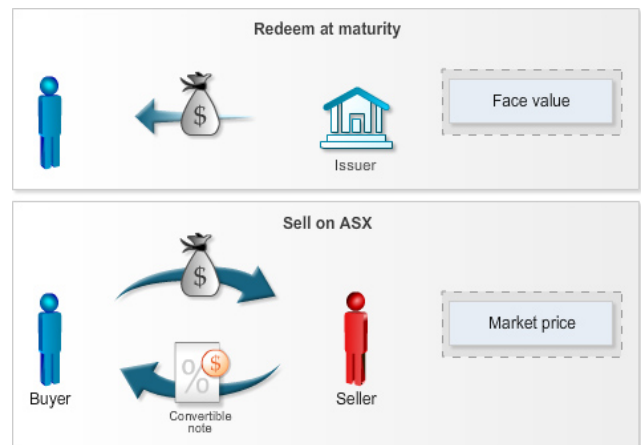 Redeem at maturity
$
Face value
Issuer
Sell on ASX
$
Market price
% $
Buyer
Convertible
note
Seller